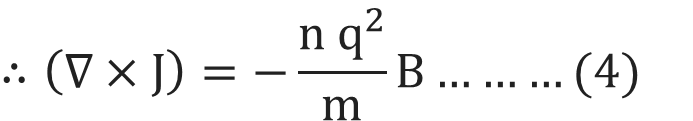 ∴ (∇ × J) = − n q² / m B … … … (4)